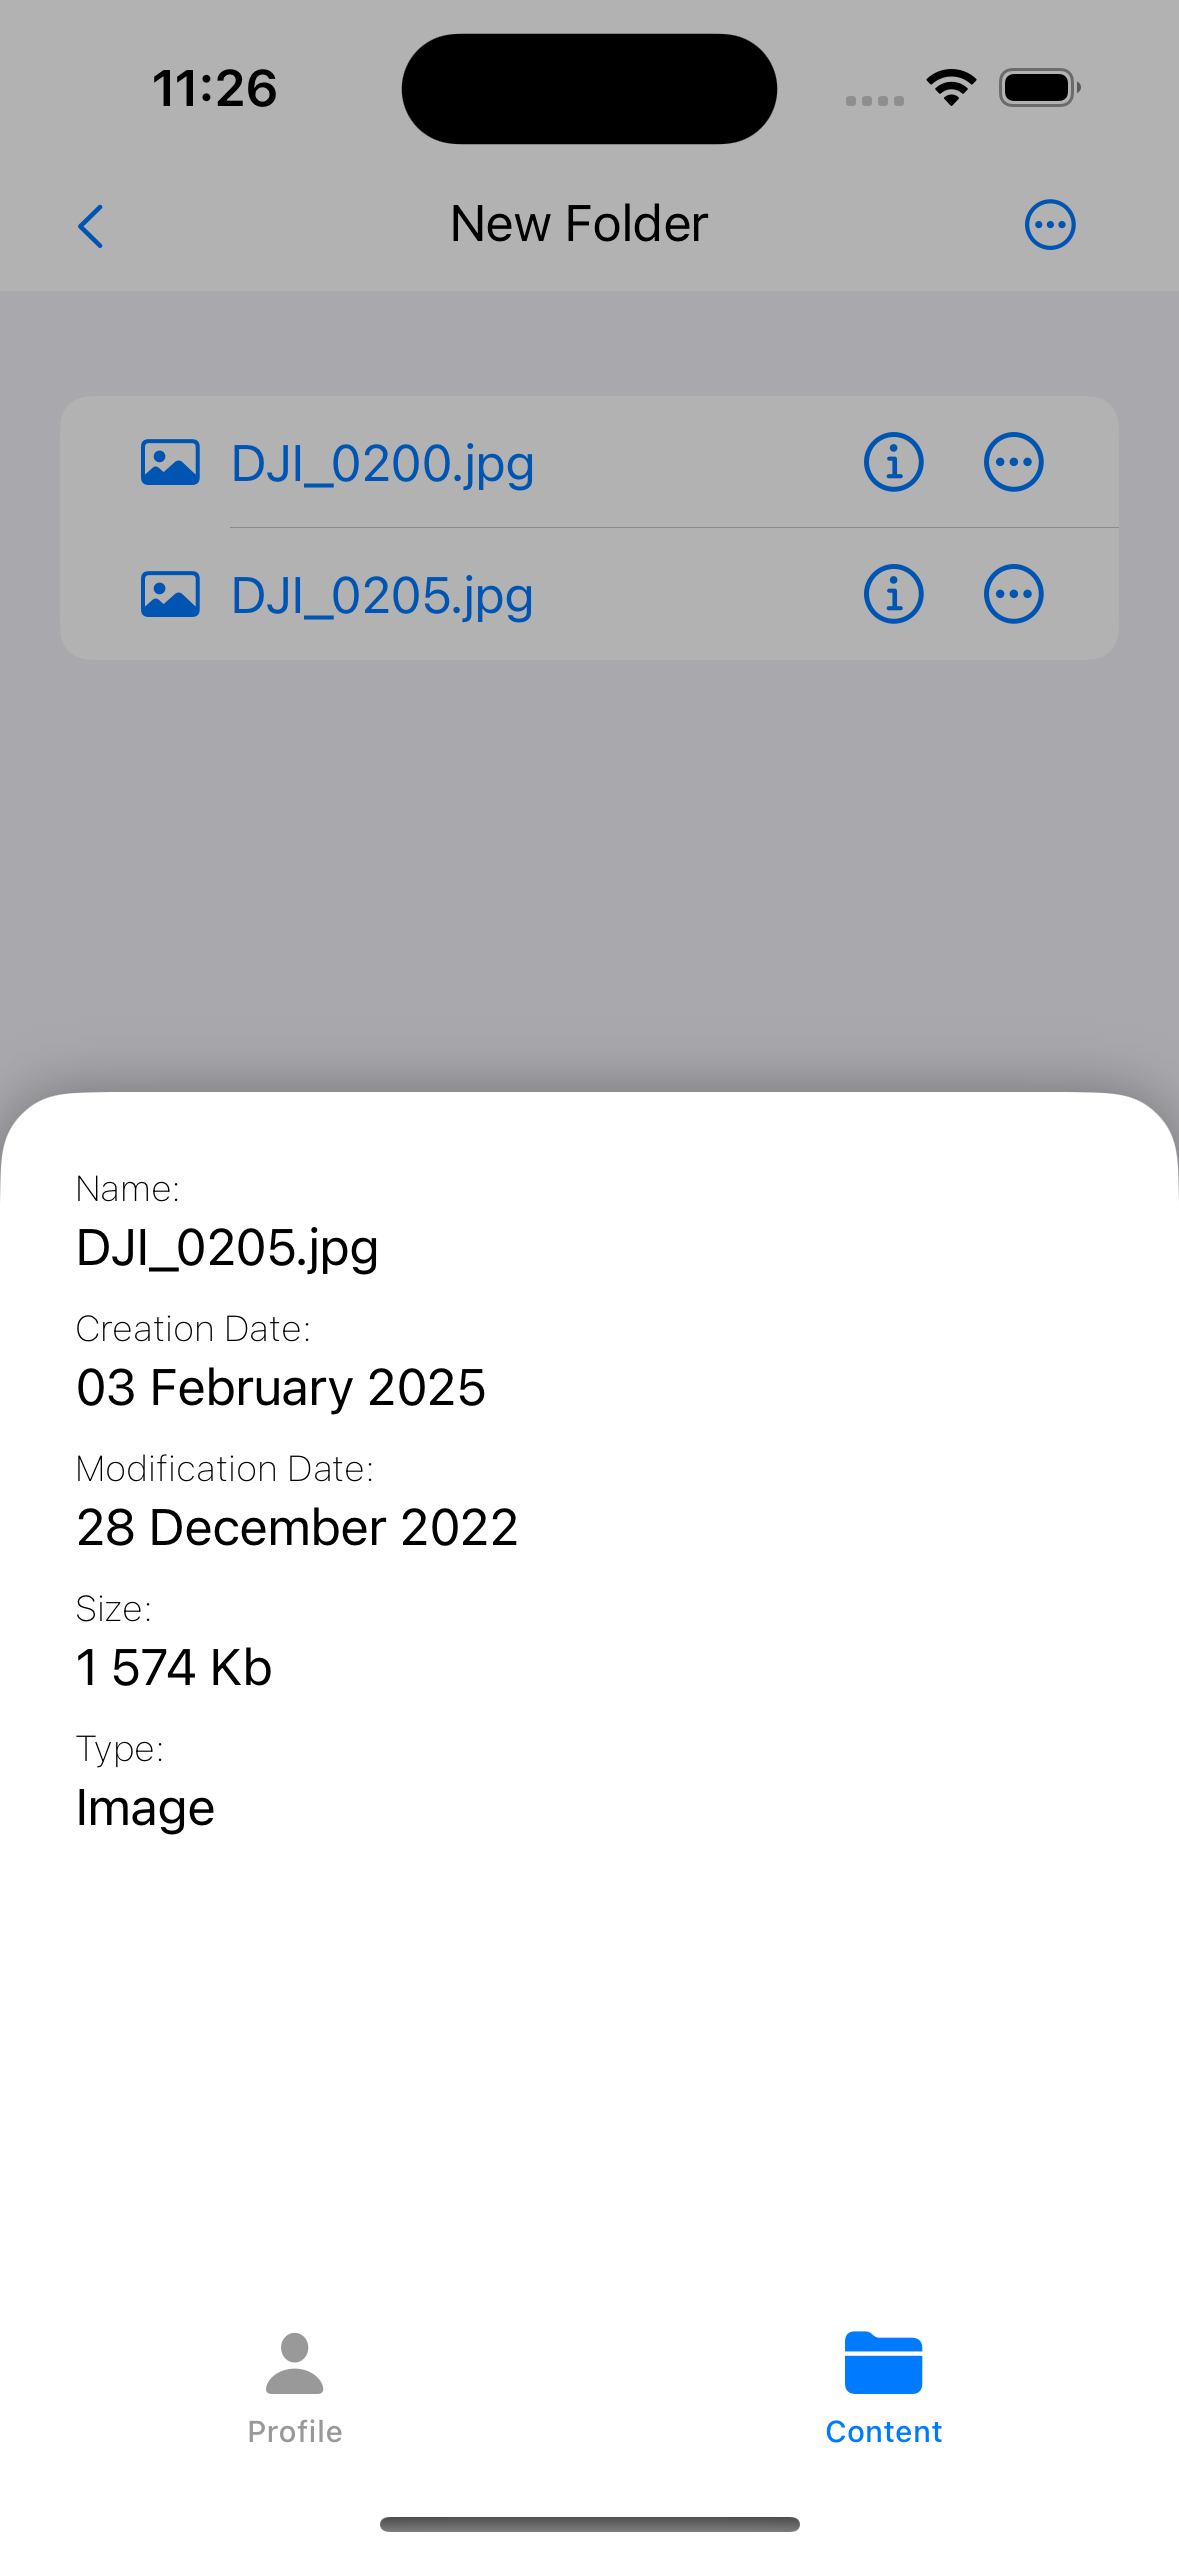 11:26
New Folder
DJI_0200.jpg
DJI_0205.jpg
Name:
DJI_0205.jpg
Creation Date:
03 February 2025
Modification Date:
28 December 2022
Size:
1 574 Kb
Type:
Image
Profile
Content